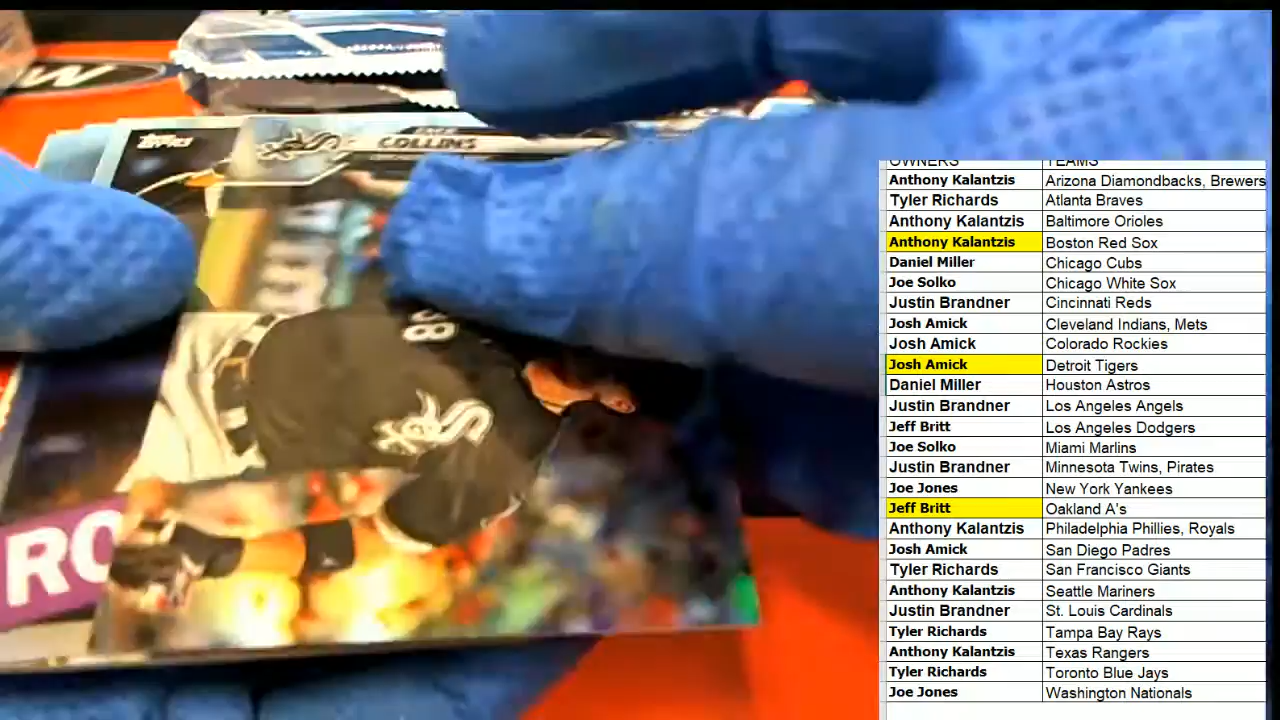 W
TOPPS
ZACK
COLLINS
89
Sox
RO
OWNERS TEAMS
Anthony Kalantzis Arizona Diamondbacks, Brewers
Tyler Richards Atlanta Braves
Anthony Kalantzis Baltimore Orioles
Anthony Kalantzis Boston Red Sox
Daniel Miller Chicago Cubs
Joe Solko Chicago White Sox
Justin Brandner Cincinnati Reds
Josh Amick Cleveland Indians, Mets
Josh Amick Colorado Rockies
Josh Amick Detroit Tigers
Daniel Miller Houston Astros
Justin Brandner Los Angeles Angels
Jeff Britt Los Angeles Dodgers
Joe Solko Miami Marlins
Justin Brandner Minnesota Twins, Pirates
Joe Jones New York Yankees
Jeff Britt Oakland A's
Anthony Kalantzis Philadelphia Phillies, Royals
Josh Amick San Diego Padres
Tyler Richards San Francisco Giants
Anthony Kalantzis Seattle Mariners
Justin Brandner St. Louis Cardinals
Tyler Richards Tampa Bay Rays
Anthony Kalantzis Texas Rangers
Tyler Richards Toronto Blue Jays
Joe Jones Washington Nationals